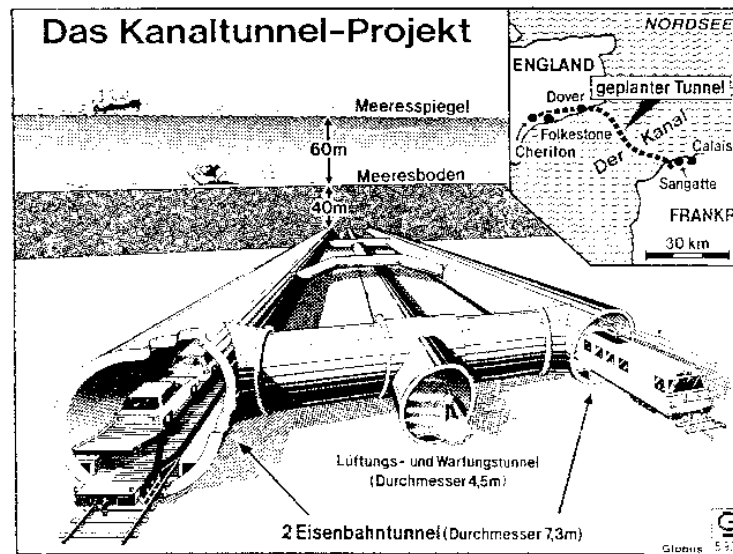 Das Kanaltunnel-Projekt
NORDSEE
ENGLAND
Dover
geplanter Tunnel
Folkestone
Cheriton
Der Kanal
Calais
Sangatte
FRANKR
30 km
Meeresspiegel
60m
Meeresboden
40m
Lüftungs- und Wartungstunnel
(Durchmesser 4,5m)
2 Eisenbahntunnel (Durchmesser 7,3m)
G
Globus